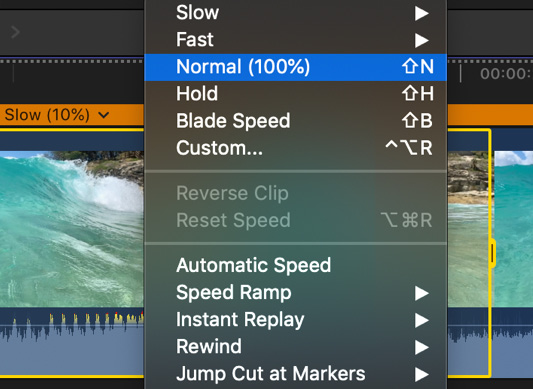 Slow ▶
Fast ▶
Normal (100%) ⇧N
00:00:
Hold ⇧H
Slow (10%)
Blade Speed ⇧B
Custom... ⌃⌥R
Reverse Clip
Reset Speed ⌥⌘R
Automatic Speed
Speed Ramp ▶
Instant Replay ▶
Rewind ▶
Jump Cut at Markers ▶